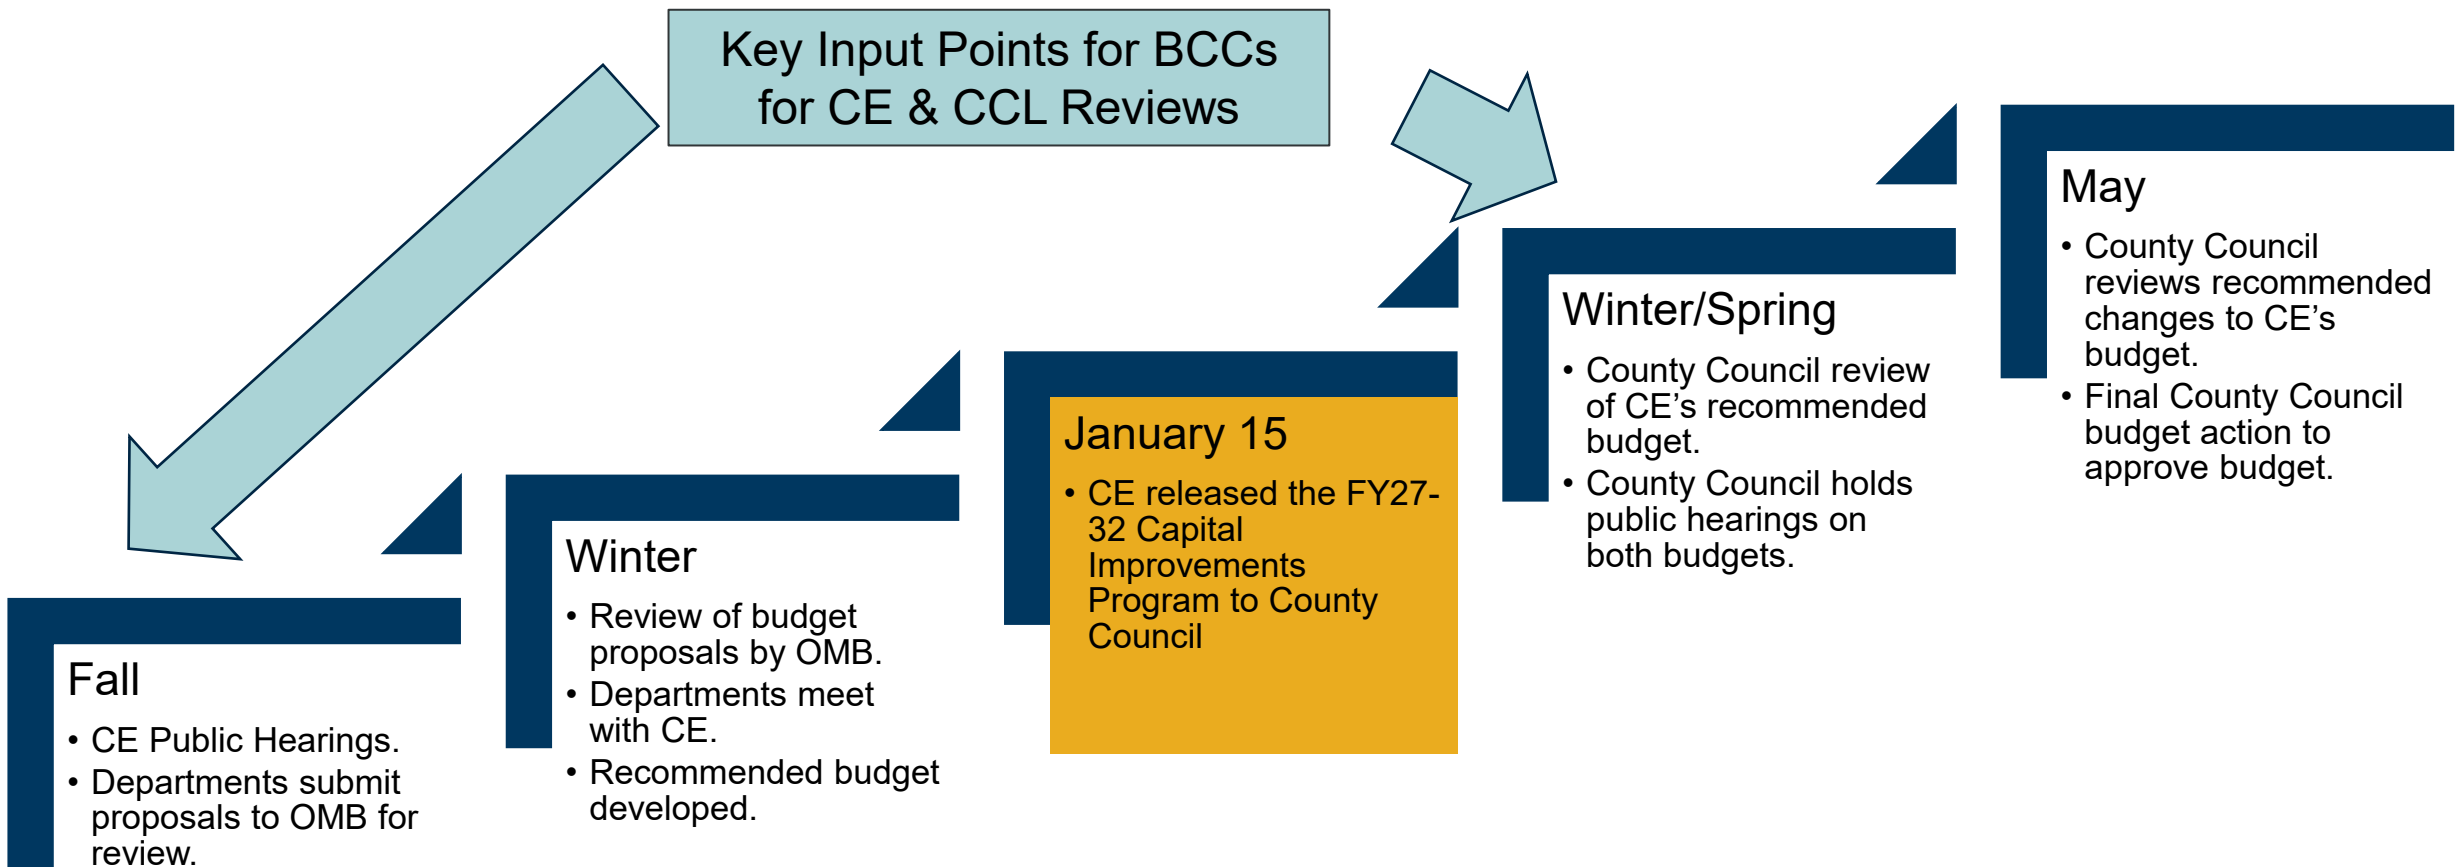 Key Input Points for BCCs
for CE & CCL Reviews
Fall
• CE Public Hearings.
• Departments submit
proposals to OMB for
review.
Winter
• Review of budget
proposals by OMB.
• Departments meet
with CE.
• Recommended budget
developed.
January 15
• CE released the FY27-
32 Capital
Improvements
Program to County
Council
Winter/Spring
• County Council review
of CE’s recommended
budget.
• County Council holds
public hearings on
both budgets.
May
• County Council
reviews recommended
changes to CE’s
budget.
• Final County Council
budget action to
approve budget.